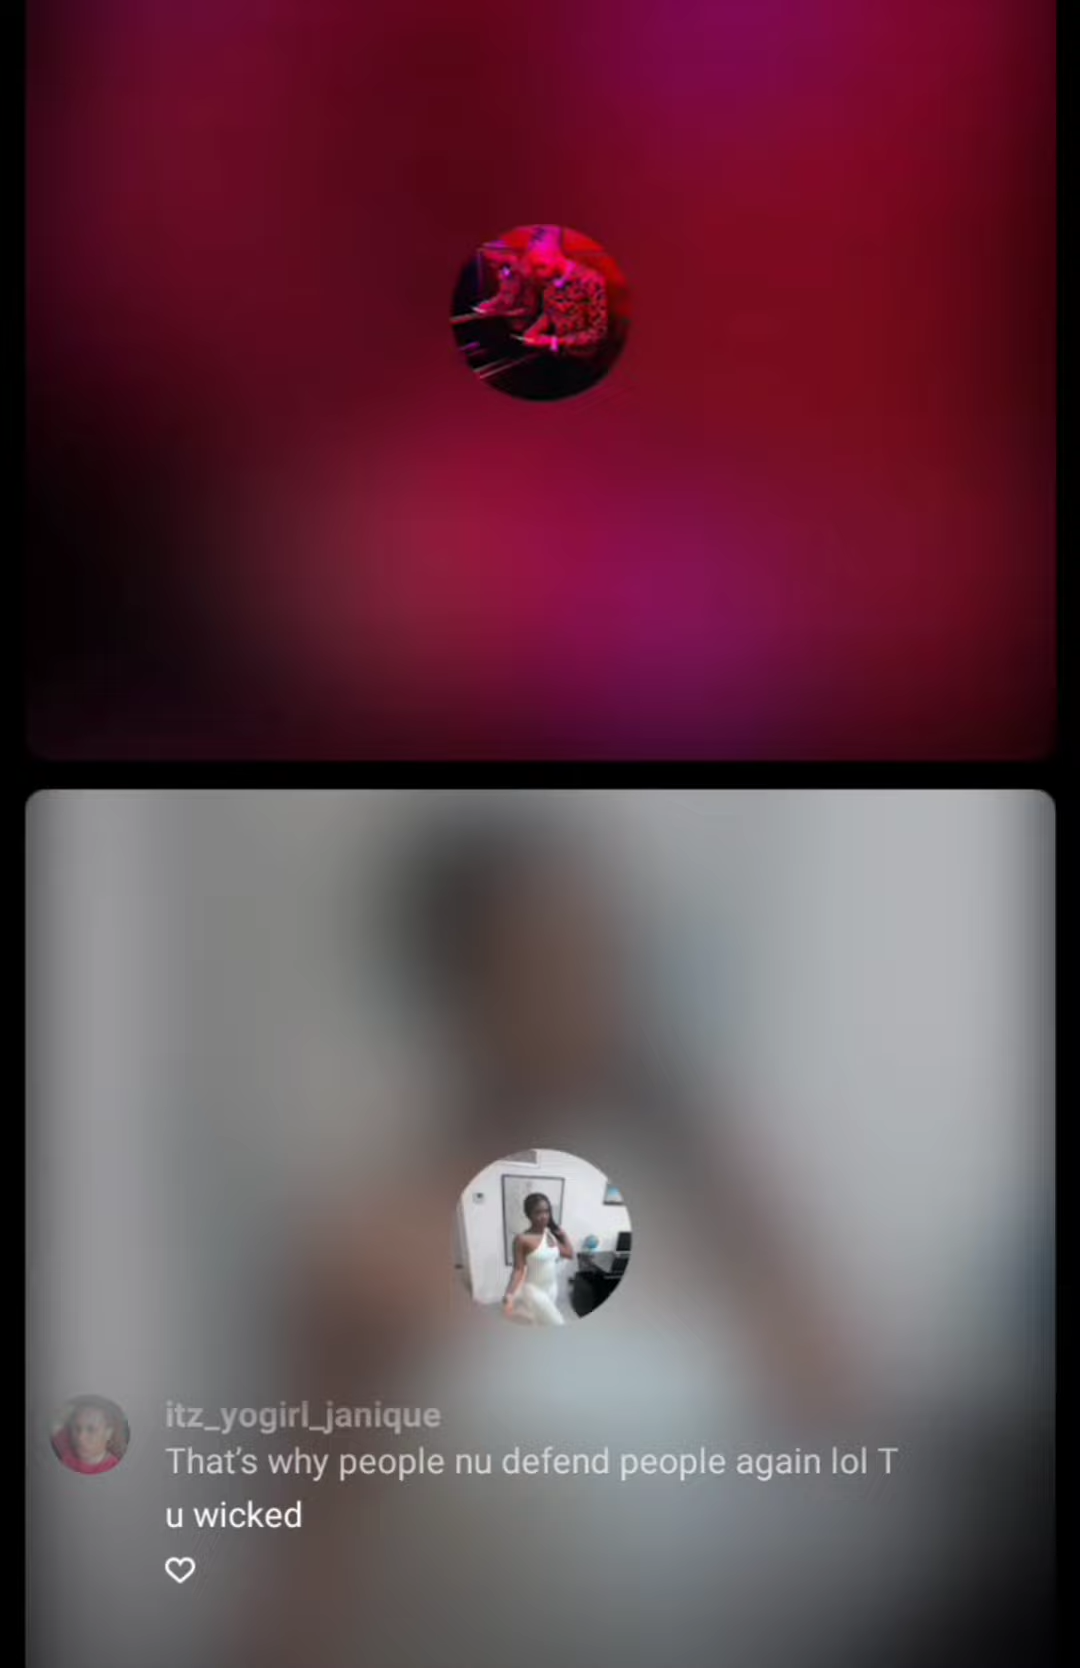 itz_yogirl_janique
That's why people nu defend people again lol T
u wicked